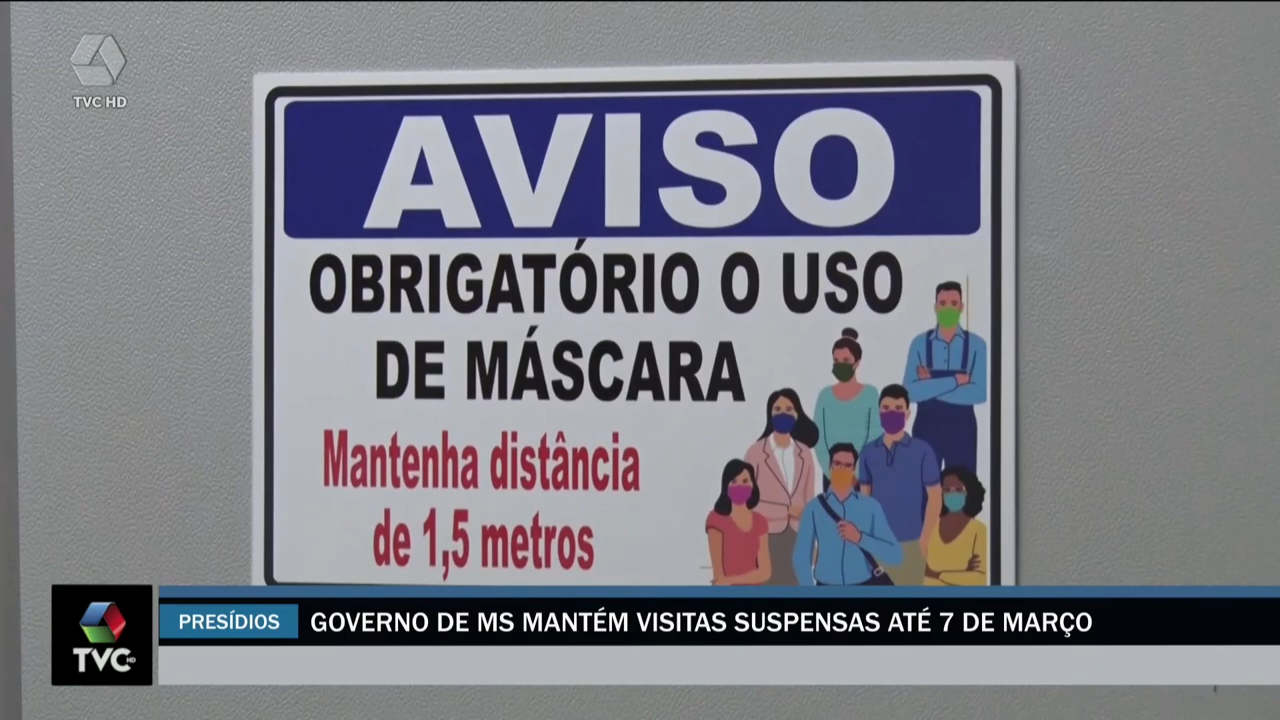 TVC HD
AVISO
OBRIGATÓRIO O USO
DE MÁSCARA
Mantenha distância
de 1,5 metros
PRESÍDIOS
GOVERNO DE MS MANTÉM VISITAS SUSPENSAS ATÉ 7 DE MARÇO
TVC HD